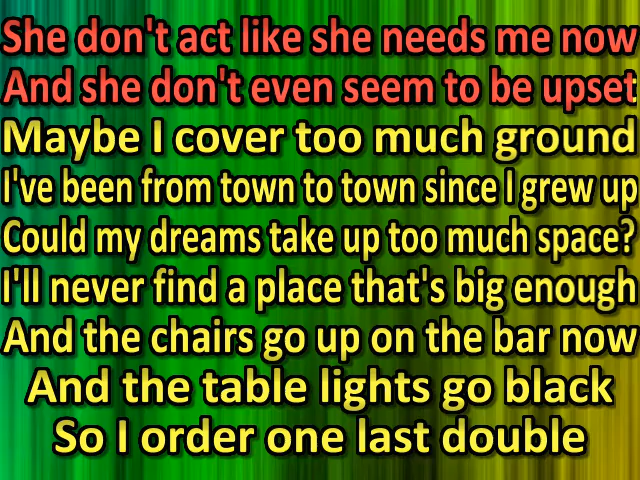 She don't act like she needs me now
And she don't even seem to be upset
Maybe I cover too much ground
I've been from town to town since I grew up
Could my dreams take up too much space?
I'll never find a place that's big enough
And the chairs go up on the bar now
And the table lights go black
So I order one last double